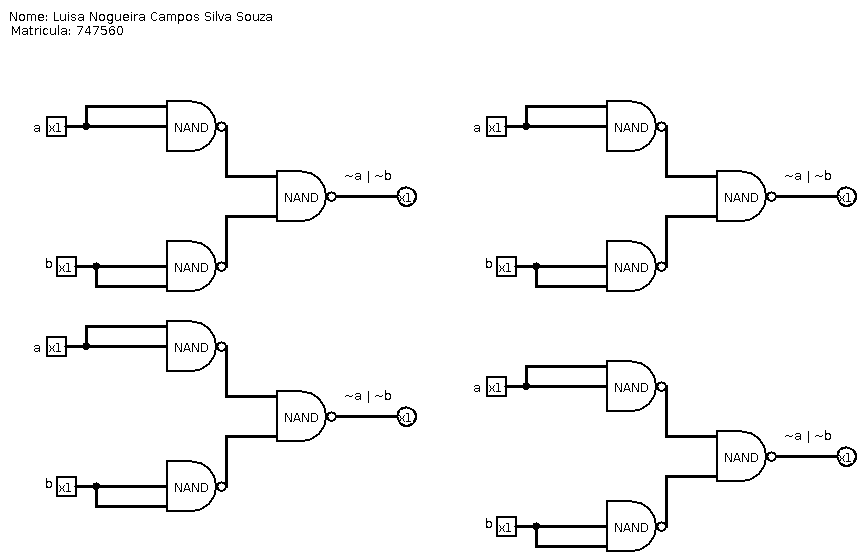 Nome: Luisa Nogueira Campos Silva Souza
Matricula: 747560
a x1 NAND
NAND ~a | ~b x1
b x1 NAND
a x1 NAND
NAND ~a | ~b x1
b x1 NAND
a x1 NAND
NAND ~a | ~b x1
b x1 NAND
a x1 NAND
NAND ~a | ~b x1
b x1 NAND